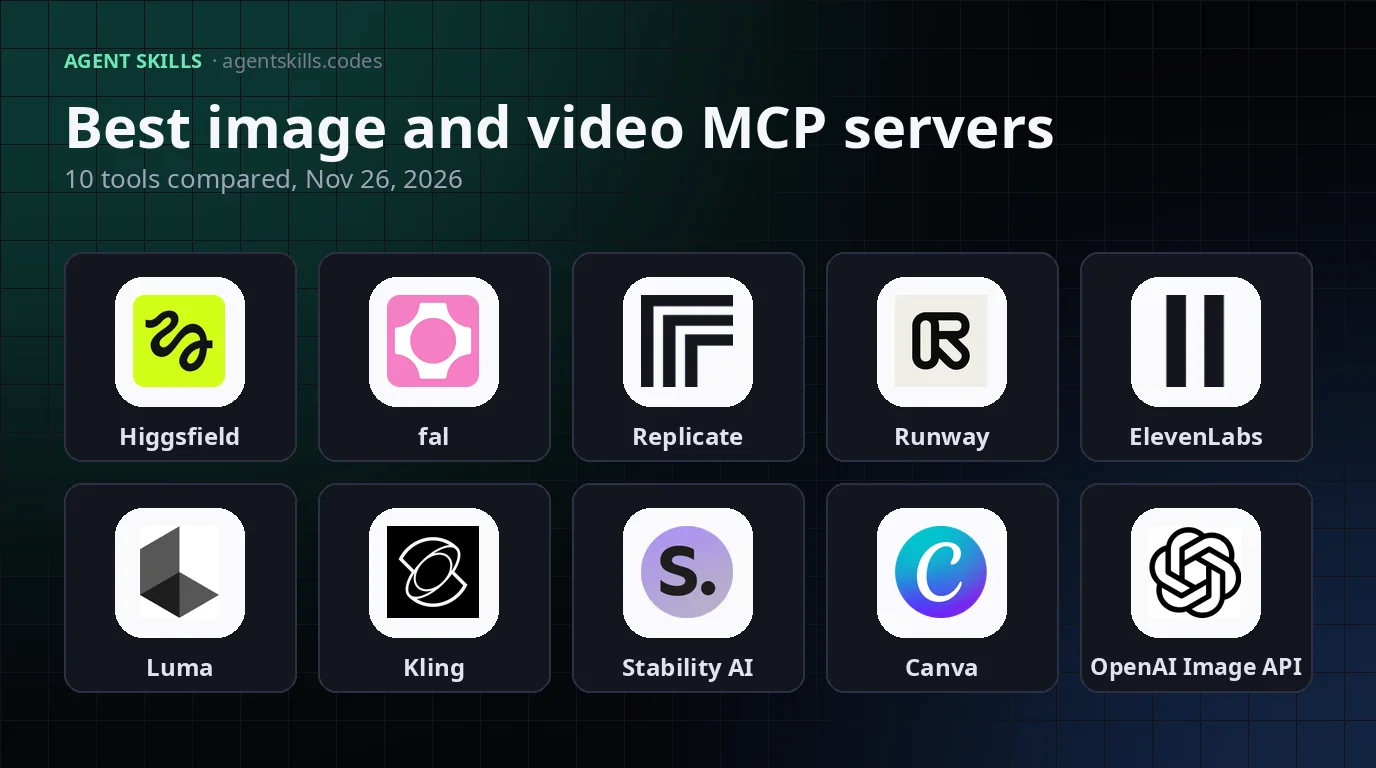 AGENT SKILLS · agentskills.codes
Best image and video MCP servers
10 tools compared, Nov 26, 2026
Higgsfield
fal
Replicate
Runway
ElevenLabs
Luma
Kling
S.
Stability AI
C
Canva
OpenAI Image API